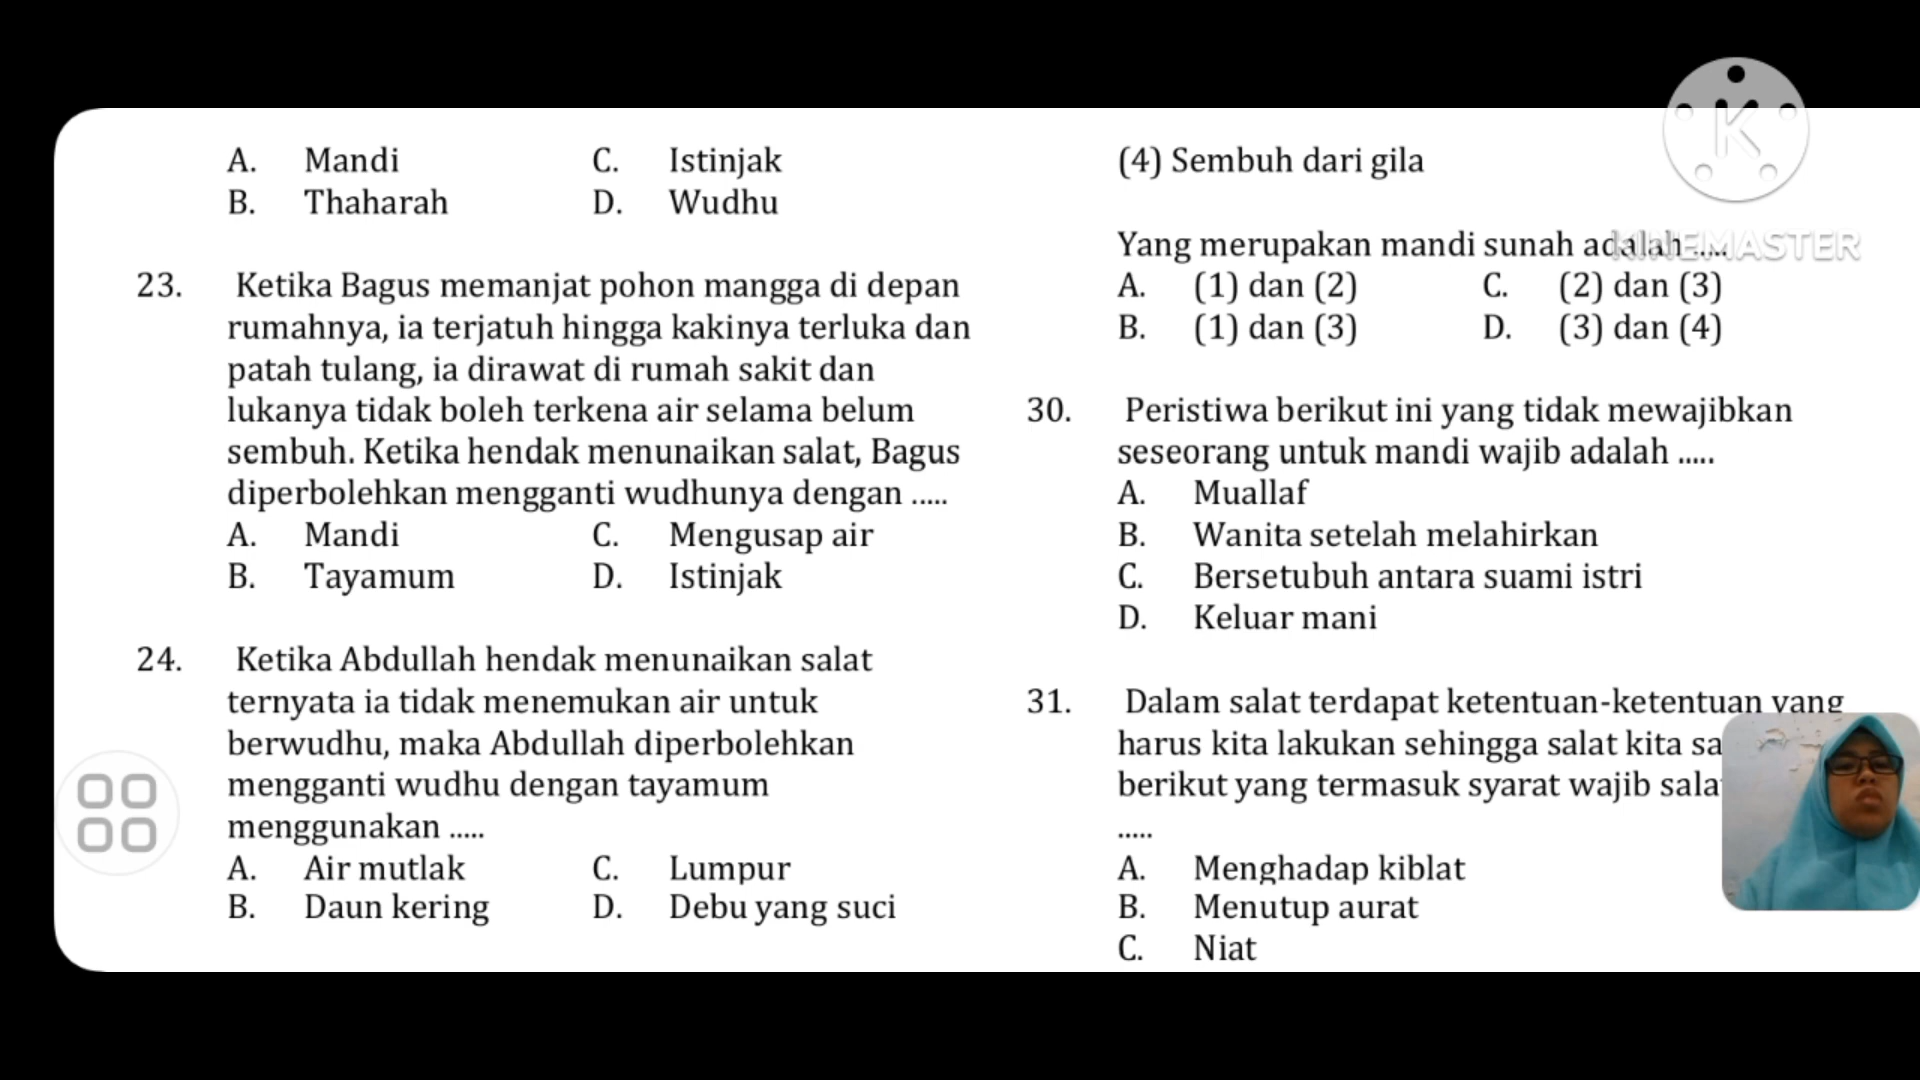 A. Mandi C. Istinjak
B. Thaharah D. Wudhu
23. Ketika Bagus memanjat pohon mangga di depan
rumahnya, ia terjatuh hingga kakinya terluka dan
patah tulang, ia dirawat di rumah sakit dan
lukanya tidak boleh terkena air selama belum
sembuh. Ketika hendak menunaikan salat, Bagus
diperbolehkan mengganti wudhunya dengan .....
A. Mandi C. Mengusap air
B. Tayamum D. Istinjak
24. Ketika Abdullah hendak menunaikan salat
ternyata ia tidak menemukan air untuk
berwudhu, maka Abdullah diperbolehkan
mengganti wudhu dengan tayamum
menggunakan .....
A. Air mutlak C. Lumpur
B. Daun kering D. Debu yang suci
(4) Sembuh dari gila
Yang merupakan mandi sunah adalah .....
A. (1) dan (2) C. (2) dan (3)
B. (1) dan (3) D. (3) dan (4)
30. Peristiwa berikut ini yang tidak mewajibkan
seseorang untuk mandi wajib adalah .....
A. Muallaf
B. Wanita setelah melahirkan
C. Bersetubuh antara suami istri
D. Keluar mani
31. Dalam salat terdapat ketentuan-ketentuan yang
harus kita lakukan sehingga salat kita sa
berikut yang termasuk syarat wajib sala
.....
A. Menghadap kiblat
B. Menutup aurat
C. Niat
K
KINEMASTER